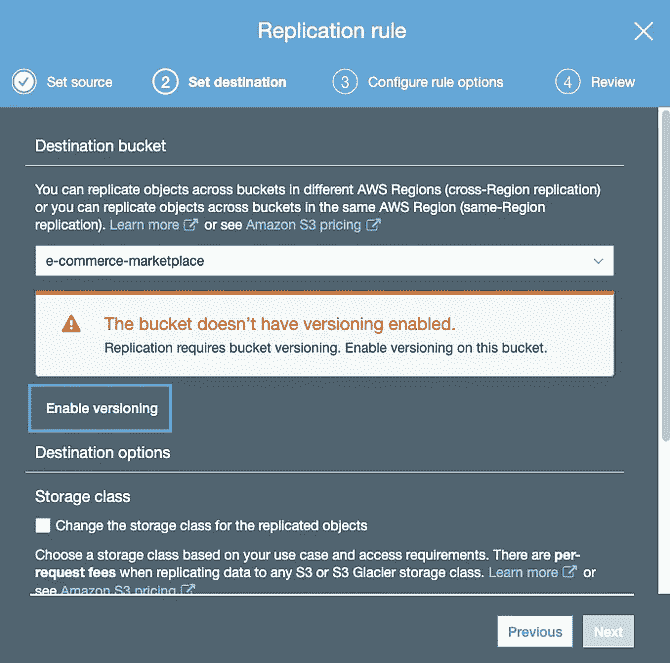 Replication rule
Set source
2 Set destination
3 Configure rule options
4 Review
Destination bucket
You can replicate objects across buckets in different AWS Regions (cross-Region replication)
or you can replicate objects across buckets in the same AWS Region (same-Region
replication). Learn more or see Amazon S3 pricing
e-commerce-marketplace
The bucket doesn't have versioning enabled.
Replication requires bucket versioning. Enable versioning on this bucket.
Enable versioning
Destination options
Storage class
Change the storage class for the replicated objects
Choose a storage class based on your use case and access requirements. There are per-
request fees when replicating data to any S3 or S3 Glacier storage class. Learn more or
see Amazon S3 pricing
Previous
Next